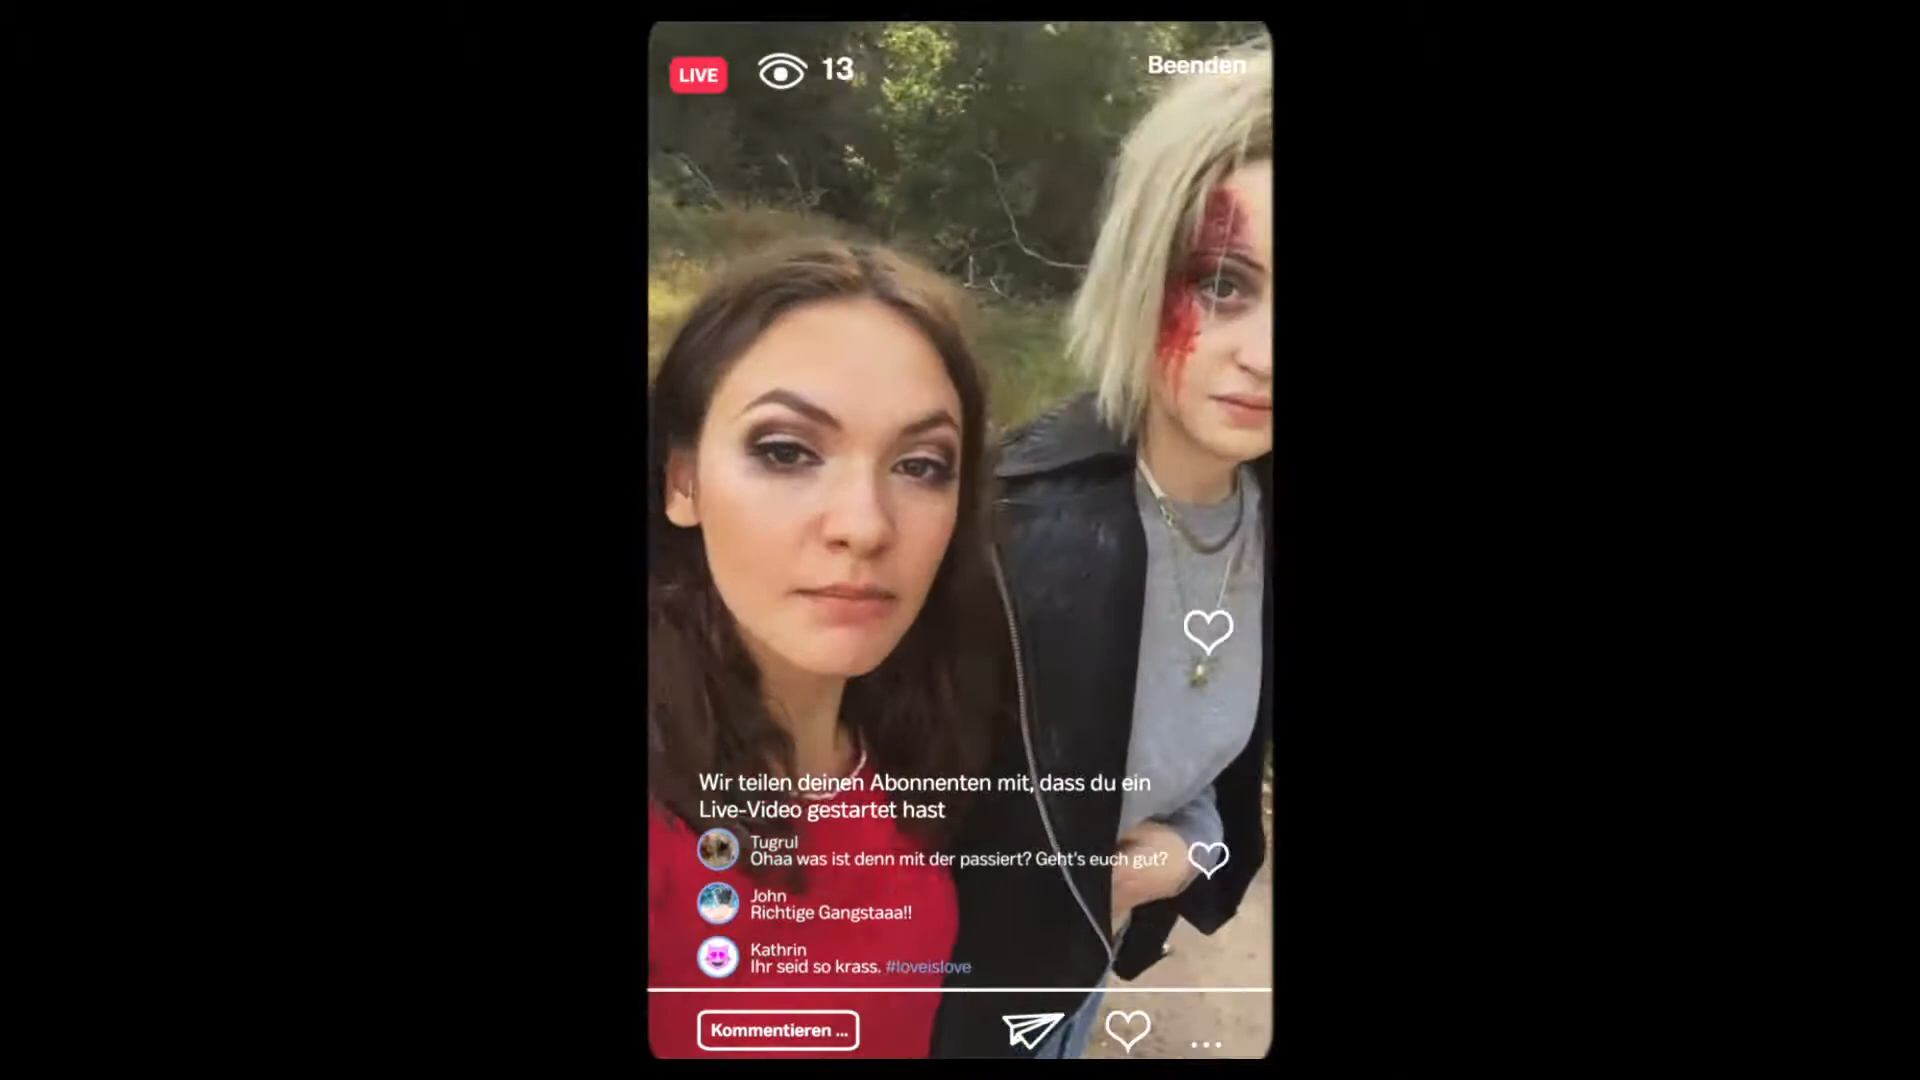 LIVE 13 Beenden
Wir teilen deinen Abonnenten mit, dass du ein
Live-Video gestartet hast
Tugrul
Ohaa was ist denn mit der passiert? Geht's euch gut?
John
Richtige Gangstaaa!!
Kathrin
Ihr seid so krass. #loveislove
Kommentieren ...